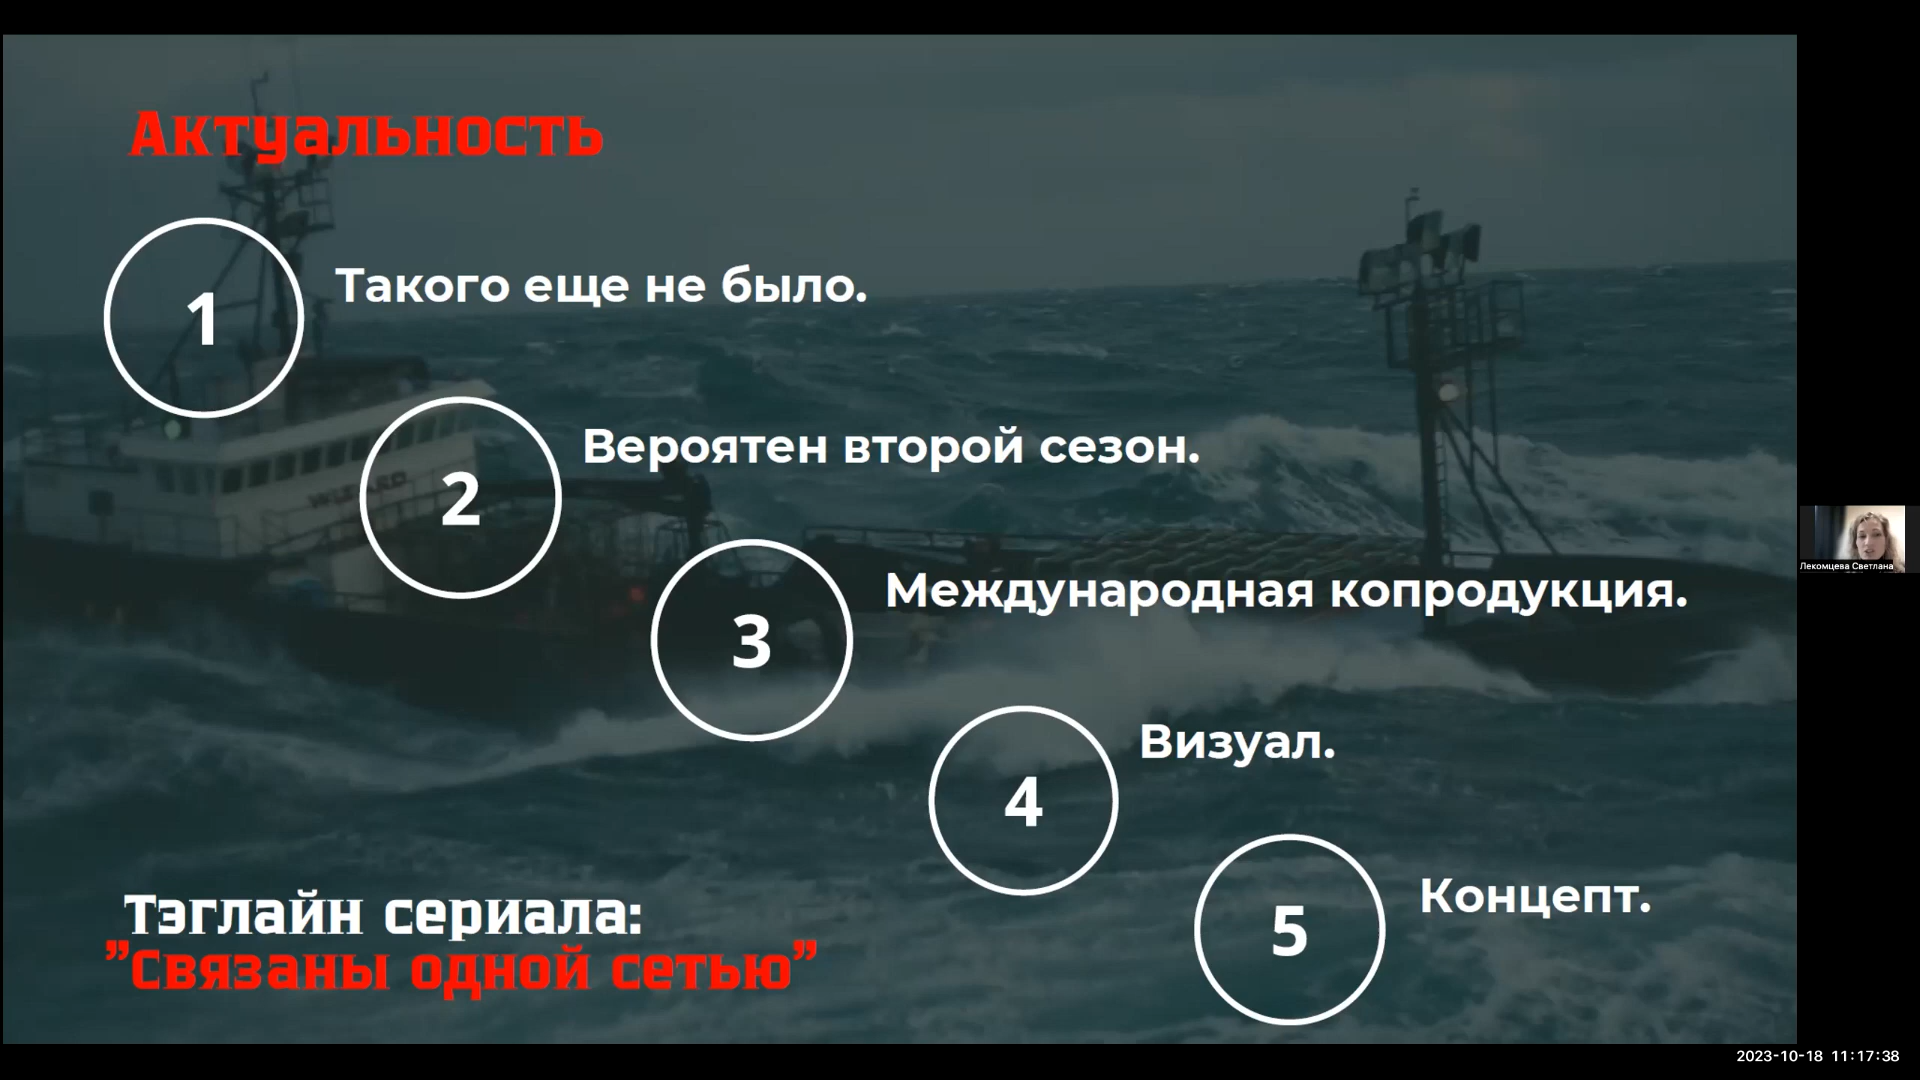 Актуальность
1
Такого еще не было.
2
Вероятен второй сезон.
WIZARD
3
Международная копродукция.
4
Визуал.
5
Концепт.
Тэглайн сериала:
”Связаны одной сетью”
Лекомцева Светлана
2023-10-18 11:17:38